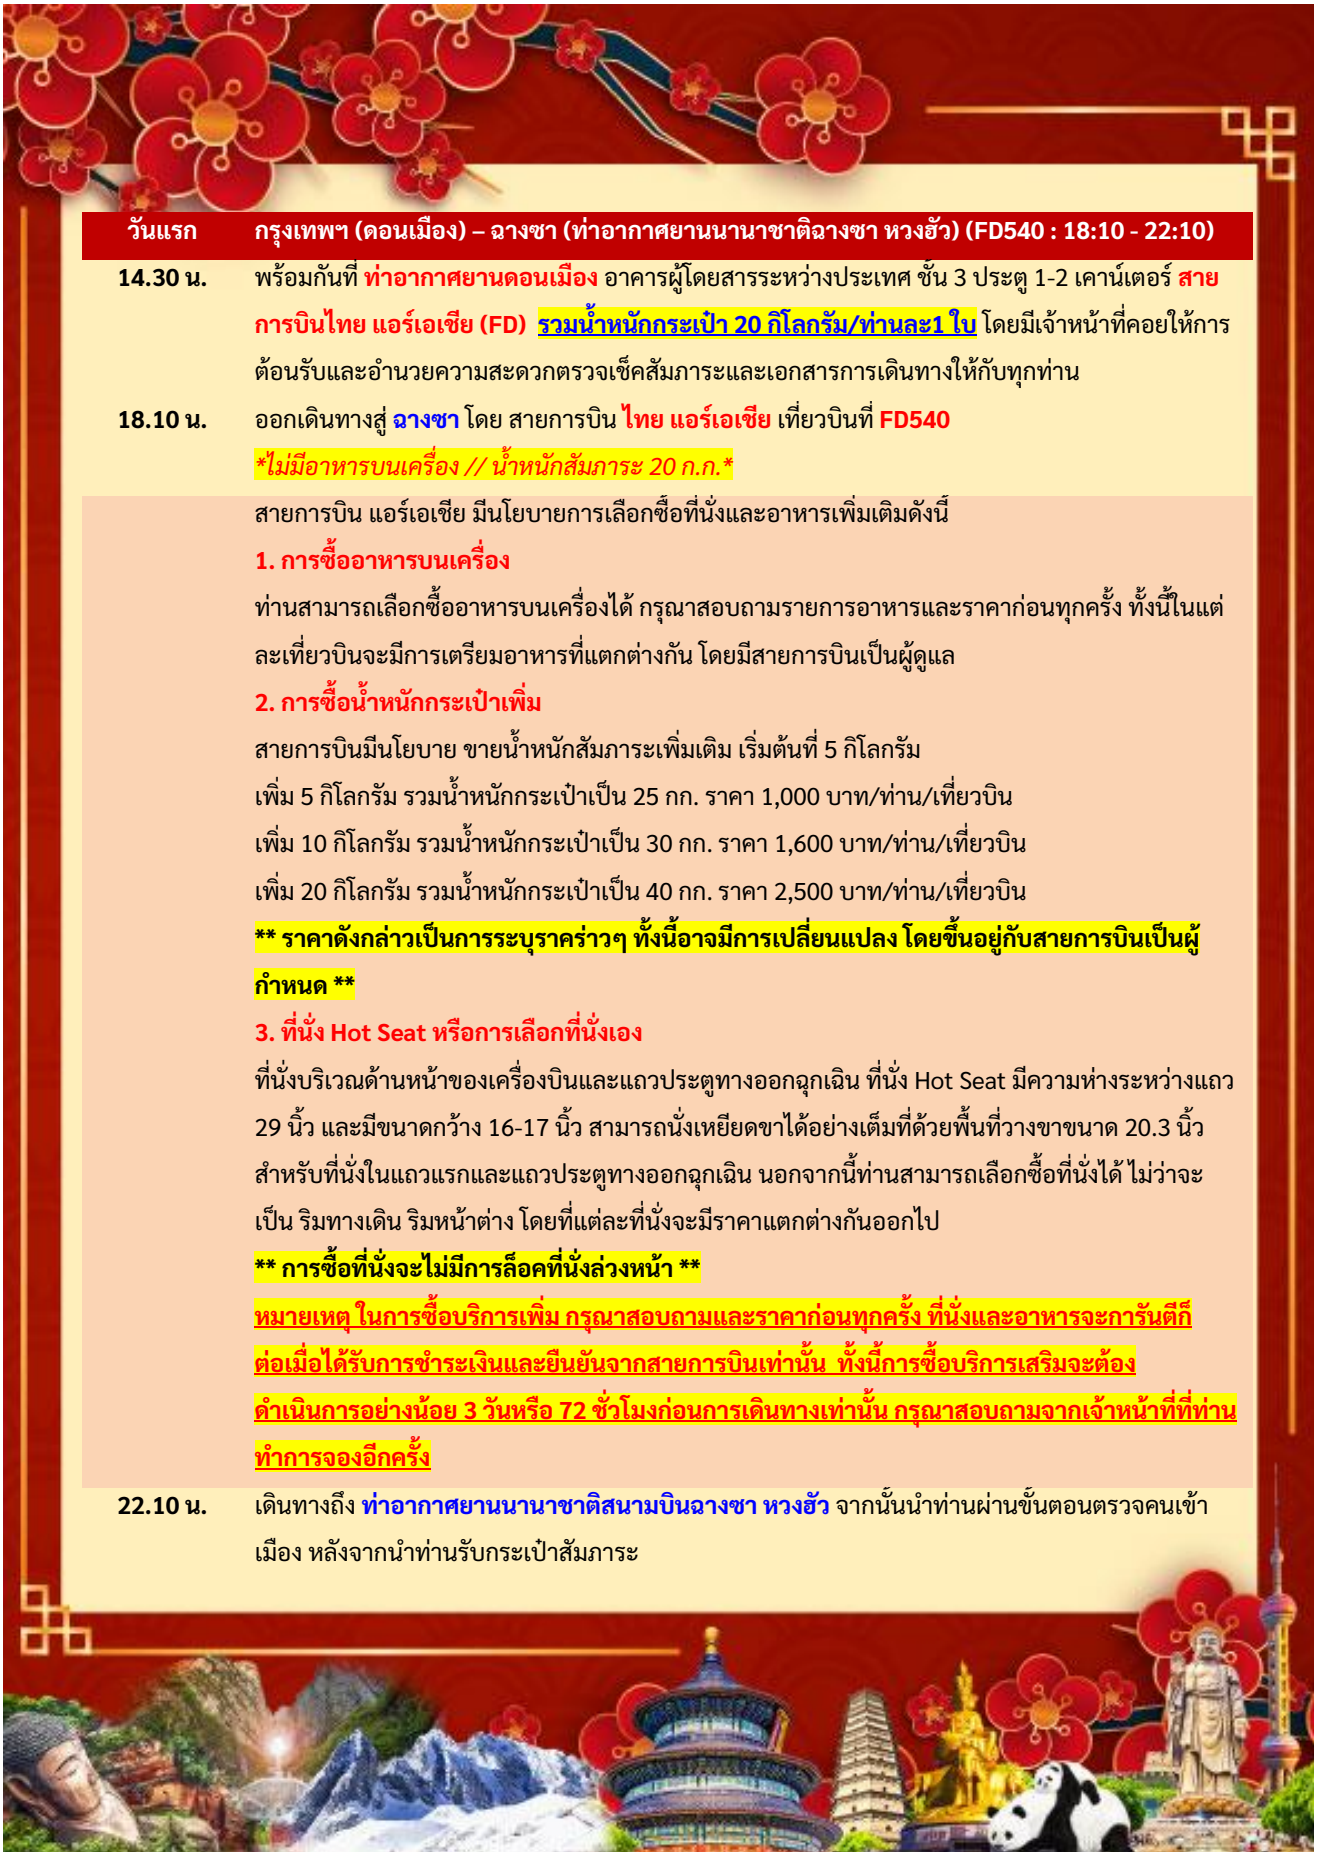 วันแรก กรุงเทพฯ (ดอนเมือง) – ฉางซา (ท่าอากาศยานนานาชาติฉางซา หวงฮัว) (FD540 : 18:10 - 22:10)
14.30 น. พร้อมกันที่ ท่าอากาศยานดอนเมือง อาคารผู้โดยสารระหว่างประเทศ ชั้น 3 ประตู 1-2 เคาน์เตอร์ สาย
การบินไทย แอร์เอเชีย (FD) รวมน้ำหนักกระเป๋า 20 กิโลกรัม/ท่านละ1 ใบ โดยมีเจ้าหน้าที่คอยให้การ
ต้อนรับและอำนวยความสะดวกตรวจเช็คสัมภาระและเอกสารการเดินทางให้กับทุกท่าน
18.10 น. ออกเดินทางสู่ ฉางซา โดย สายการบิน ไทย แอร์เอเชีย เที่ยวบินที่ FD540
*ไม่มีอาหารบนเครื่อง // น้ำหนักสัมภาระ 20 ก.ก.*
สายการบิน แอร์เอเชีย มีนโยบายการเลือกซื้อที่นั่งและอาหารเพิ่มเติมดังนี้
1. การซื้ออาหารบนเครื่อง
ท่านสามารถเลือกซื้ออาหารบนเครื่องได้ กรุณาสอบถามรายการอาหารและราคาก่อนทุกครั้ง ทั้งนี้ในแต่
ละเที่ยวบินจะมีการเตรียมอาหารที่แตกต่างกัน โดยมีสายการบินเป็นผู้ดูแล
2. การซื้อน้ำหนักกระเป๋าเพิ่ม
สายการบินมีนโยบาย ขายน้ำหนักสัมภาระเพิ่มเติม เริ่มต้นที่ 5 กิโลกรัม
เพิ่ม 5 กิโลกรัม รวมน้ำหนักกระเป๋าเป็น 25 กก. ราคา 1,000 บาท/ท่าน/เที่ยวบิน
เพิ่ม 10 กิโลกรัม รวมน้ำหนักกระเป๋าเป็น 30 กก. ราคา 1,600 บาท/ท่าน/เที่ยวบิน
เพิ่ม 20 กิโลกรัม รวมน้ำหนักกระเป๋าเป็น 40 กก. ราคา 2,500 บาท/ท่าน/เที่ยวบิน
** ราคาดังกล่าวเป็นการระบุราคร่าวๆ ทั้งนี้อาจมีการเปลี่ยนแปลง โดยขึ้นอยู่กับสายการบินเป็นผู้
กำหนด **
3. ที่นั่ง Hot Seat หรือการเลือกที่นั่งเอง
ที่นั่งบริเวณด้านหน้าของเครื่องบินและแถวประตูทางออกฉุกเฉิน ที่นั่ง Hot Seat มีความห่างระหว่างแถว
29 นิ้ว และมีขนาดกว้าง 16-17 นิ้ว สามารถนั่งเหยียดขาได้อย่างเต็มที่ด้วยพื้นที่วางขาขนาด 20.3 นิ้ว
สำหรับที่นั่งในแถวแรกและแถวประตูทางออกฉุกเฉิน นอกจากนี้ท่านสามารถเลือกซื้อที่นั่งได้ ไม่ว่าจะ
เป็น ริมทางเดิน ริมหน้าต่าง โดยที่แต่ละที่นั่งจะมีราคาแตกต่างกันออกไป
** การซื้อที่นั่งจะไม่มีการล็อคที่นั่งล่วงหน้า **
หมายเหตุ ในการซื้อบริการเพิ่ม กรุณาสอบถามและราคาก่อนทุกครั้ง ที่นั่งและอาหารจะการันตีก็
ต่อเมื่อได้รับการชำระเงินและยืนยันจากสายการบินเท่านั้น ทั้งนี้การซื้อบริการเสริมจะต้อง
ดำเนินการอย่างน้อย 3 วันหรือ 72 ชั่วโมงก่อนการเดินทางเท่านั้น กรุณาสอบถามจากเจ้าหน้าที่ที่ท่าน
ทำการจองอีกครั้ง
22.10 น. เดินทางถึง ท่าอากาศยานนานาชาติสนามบินฉางซา หวงฮัว จากนั้นนำท่านผ่านขั้นตอนตรวจคนเข้า
เมือง หลังจากนำท่านรับกระเป๋าสัมภาระ